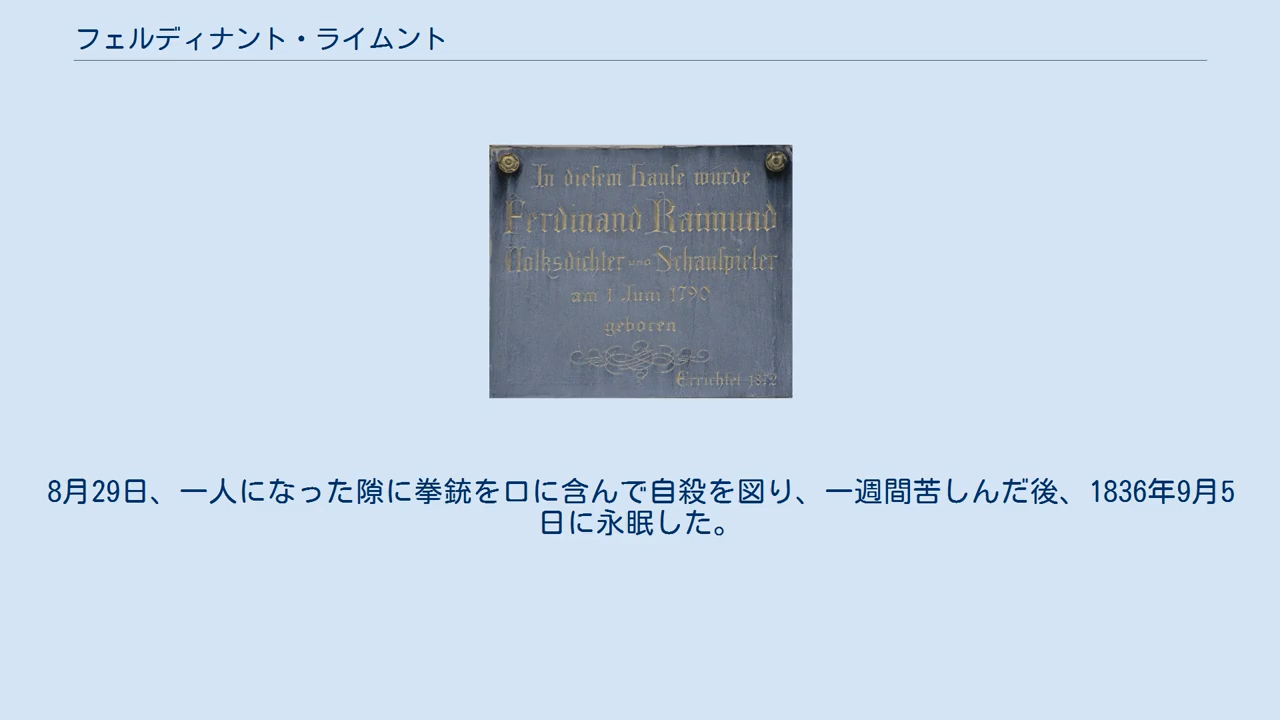 フェルディナント・ライムント
In dieſem Hauſe wurde
Ferdinand Raimund
Volksdichter und Schauſpieler
am 1 Juni 1790
geboren
Errichtet 1872
8月29日、一人になった隙に拳銃を口に含んで自殺を図り、一週間苦しんだ後、1836年9月5
日に永眠した。